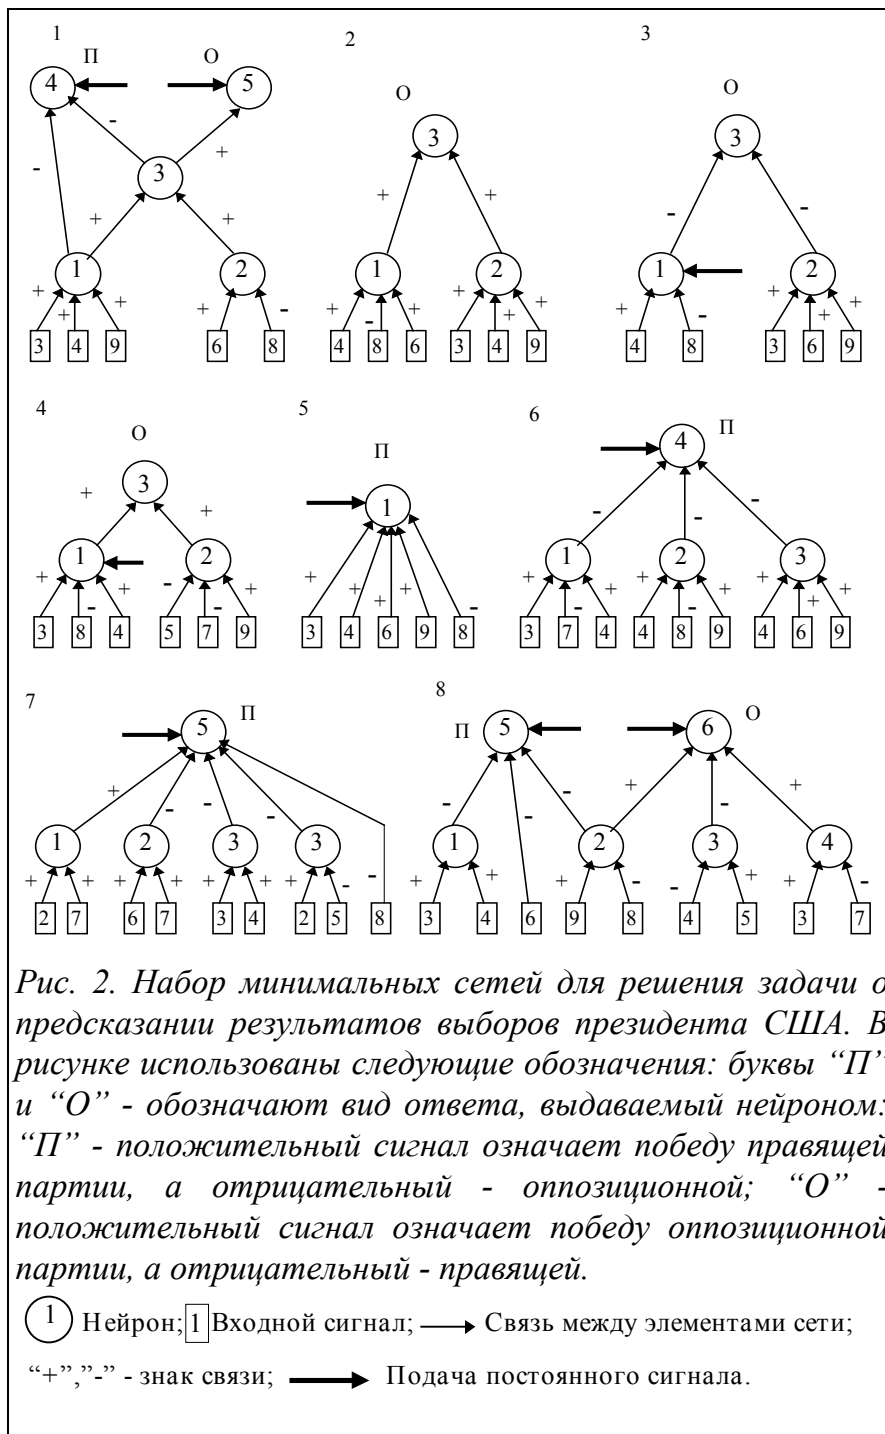 1 2 3
П О
4 5
О О
3 3
- +
- 3
+ + + + - -
1 2 1 2 1 2
+ + + - + - + + + + + - + + +
3 4 9 6 8 4 8 6 3 4 9 4 8 3 6 9
4 5 6
О П П
3 1 4
+ + - - -
1 2 1 2 3
+ - + - - + + + + + - + - + + - + + + +
3 8 4 5 7 9 3 4 6 9 8 3 7 4 4 8 9 4 6 9
7 8
П П О
5 5 6
+ - - - - - - - + - +
1 2 3 3 1 2 3 4
+ + + + + + + - + + + - - + + -
2 7 6 7 3 4 2 5 8 3 4 6 9 8 4 5 3 7
Рис. 2. Набор минимальных сетей для решения задачи о
предсказании результатов выборов президента США. В
рисунке использованы следующие обозначения: буквы “П”
и “О” - обозначают вид ответа, выдаваемый нейроном:
“П” - положительный сигнал означает победу правящей
партии, а отрицательный - оппозиционной; “О” -
положительный сигнал означает победу оппозиционной
партии, а отрицательный - правящей.
1 Нейрон; 1 Входной сигнал; Связь между элементами сети;
“+”,”-” - знак связи; Подача постоянного сигнала.